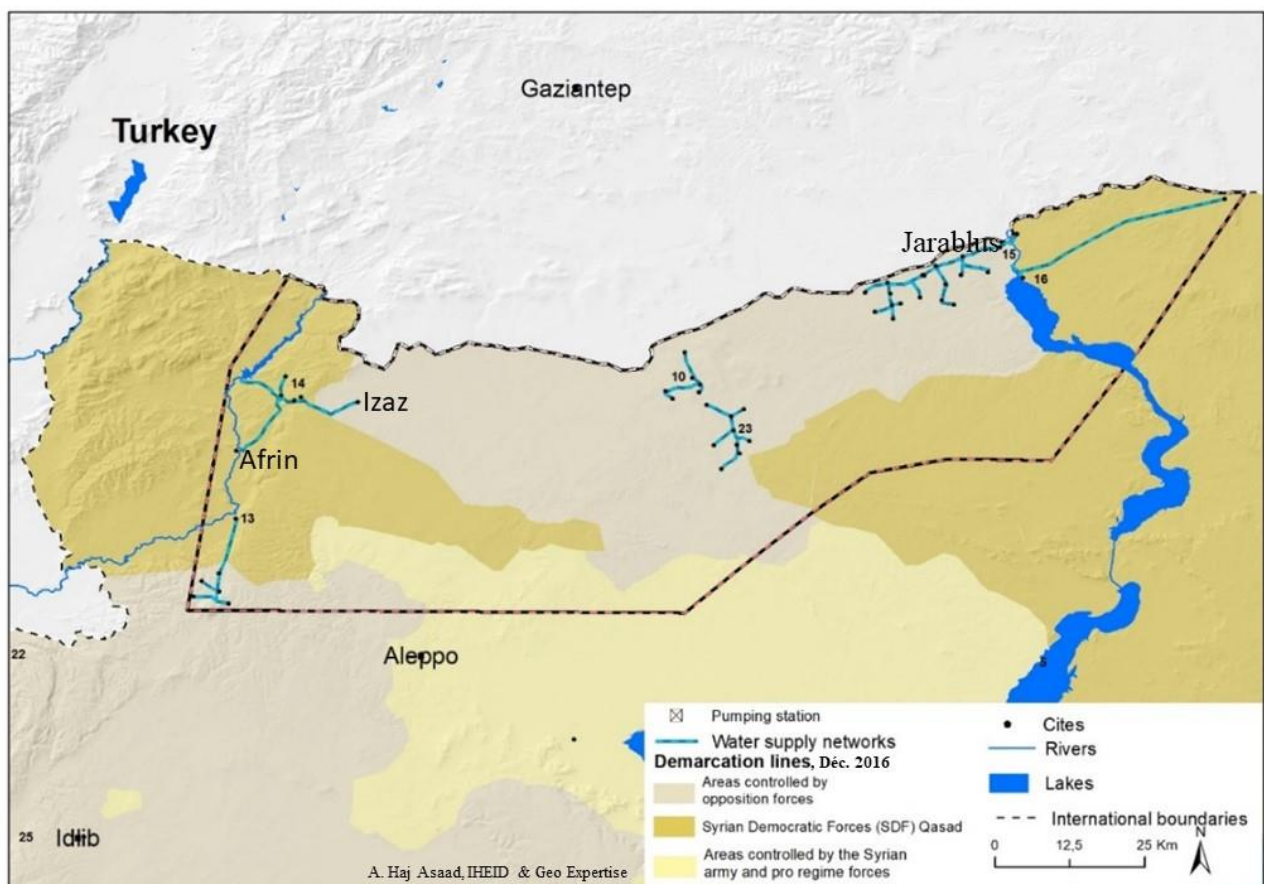 Gaziantep
Turkey
Jarablus
15
16
10
14
Izaz
23
Afrin
13
22
Aleppo
5
25
Idlib
A. Haj Asaad, IHEID & Geo Expertise
Pumping station
Water supply networks
Demarcation lines, Déc. 2016
Areas controlled by
opposition forces
Syrian Democratic Forces (SDF) Qasad
Areas controlled by the Syrian
army and pro regime forces
Cites
Rivers
Lakes
International boundaries
0 12,5 25 Km
N